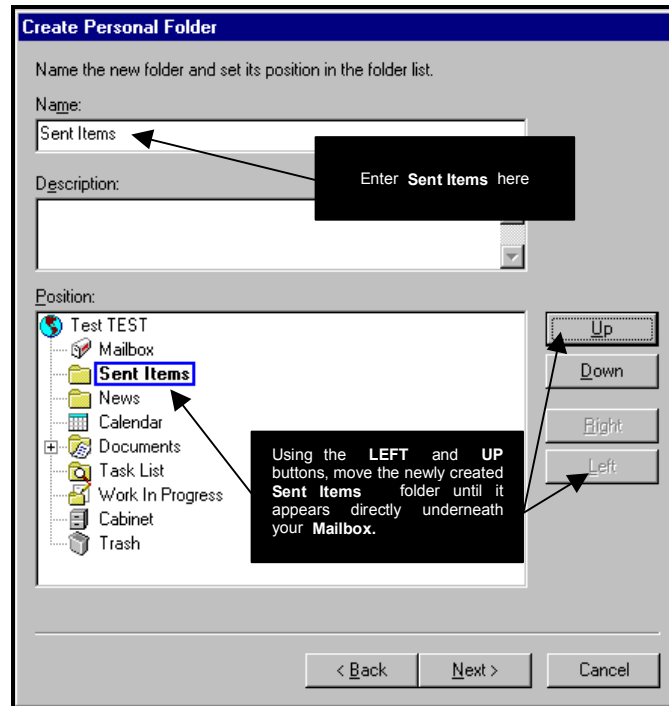 Create Personal Folder
Name the new folder and set its position in the folder list.
Name:
Sent Items
Enter Sent Items here
Description:
Position:
Test TEST
Mailbox
Sent Items
News
Calendar
Documents
Task List
Work In Progress
Cabinet
Trash
Up
Down
Right
Left
Using the LEFT and UP
buttons, move the newly created
Sent Items folder until it
appears directly underneath
your Mailbox.
< Back
Next >
Cancel